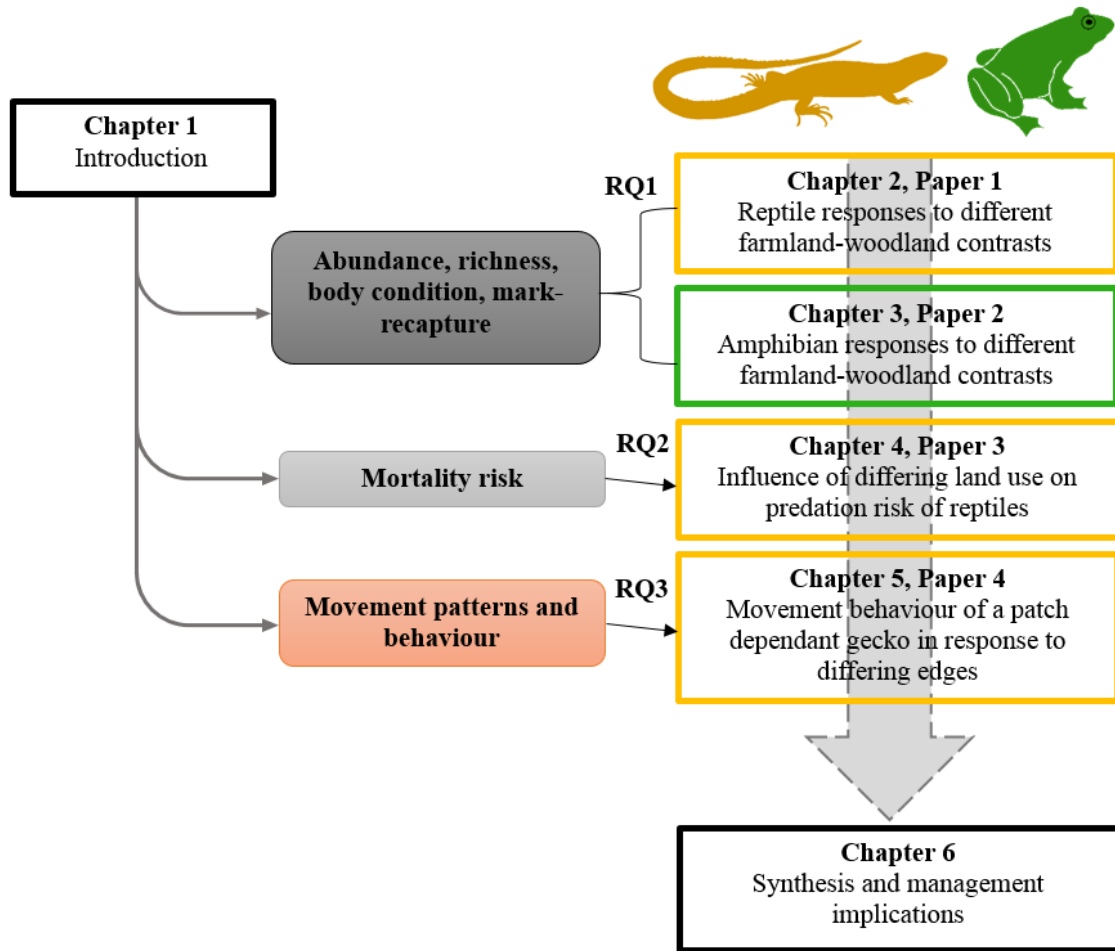 Chapter 1
Introduction
RQ1
Abundance, richness,
body condition, mark-
recapture
Chapter 2, Paper 1
Reptile responses to different
farmland-woodland contrasts
Chapter 3, Paper 2
Amphibian responses to different
farmland-woodland contrasts
Mortality risk
RQ2
Chapter 4, Paper 3
Influence of differing land use on
predation risk of reptiles
Movement patterns and
behaviour
RQ3
Chapter 5, Paper 4
Movement behaviour of a patch
dependant gecko in response to
differing edges
Chapter 6
Synthesis and management
implications